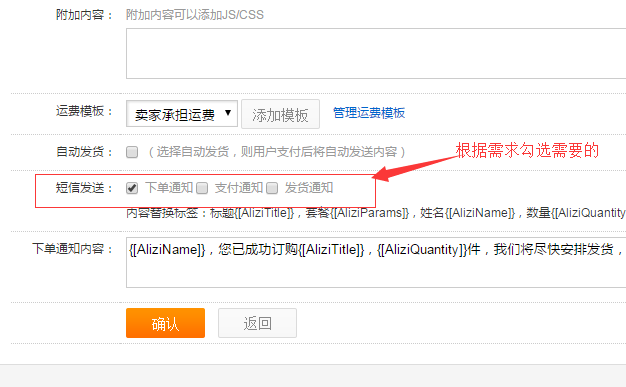 附加内容： 附加内容可以添加JS/CSS
运费模板： 卖家承担运费 添加模板 管理运费模板
自动发货： （选择自动发货，则用户支付后将自动发送内容）
根据需求勾选需要的
短信发送： 下单通知 支付通知 发货通知
内容替换标签：标题{[AliziTitle]}，套餐{[AliziParams]}，姓名{[AliziName]}，数量{[AliziQuantity
下单通知内容： {[AliziName]}，您已成功订购{[AliziTitle]}，{[AliziQuantity]}件，我们将尽快安排发货，
确认 返回